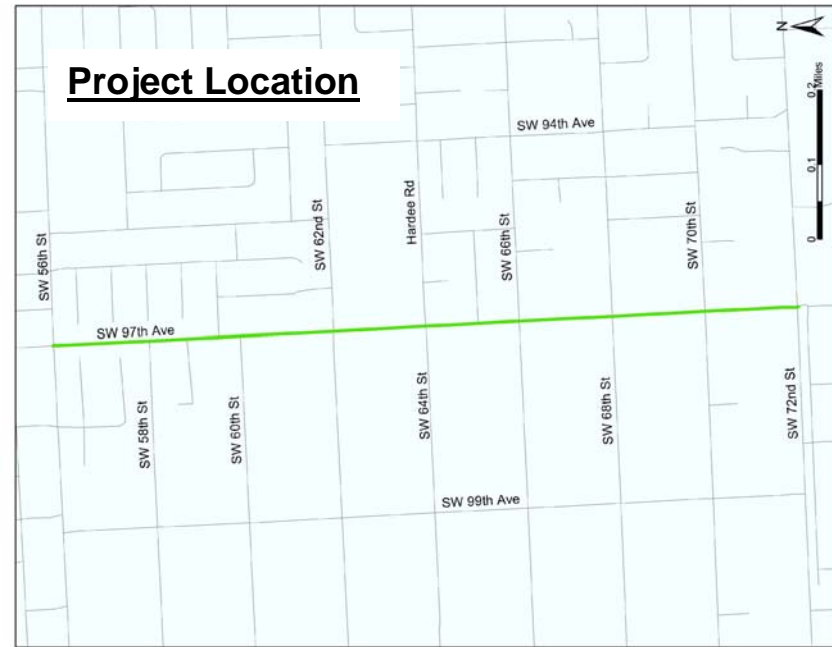 Project Location
N
0.2
Miles
0.1
0
SW 94th Ave
SW 56th St
SW 62nd St
Hardee Rd
SW 66th St
SW 70th St
SW 97th Ave
SW 58th St
SW 60th St
SW 64th St
SW 68th St
SW 72nd St
SW 99th Ave